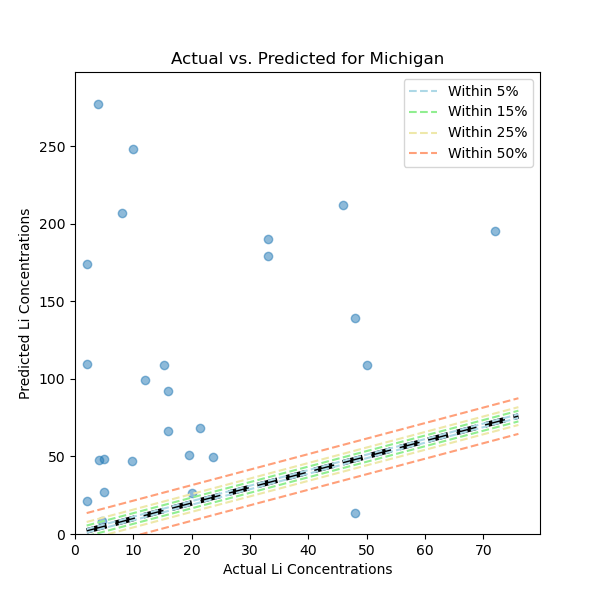 Actual vs. Predicted for Michigan
Within 5%
Within 15%
Within 25%
Within 50%
Predicted Li Concentrations
250
200
150
100
50
0
0 10 20 30 40 50 60 70
Actual Li Concentrations